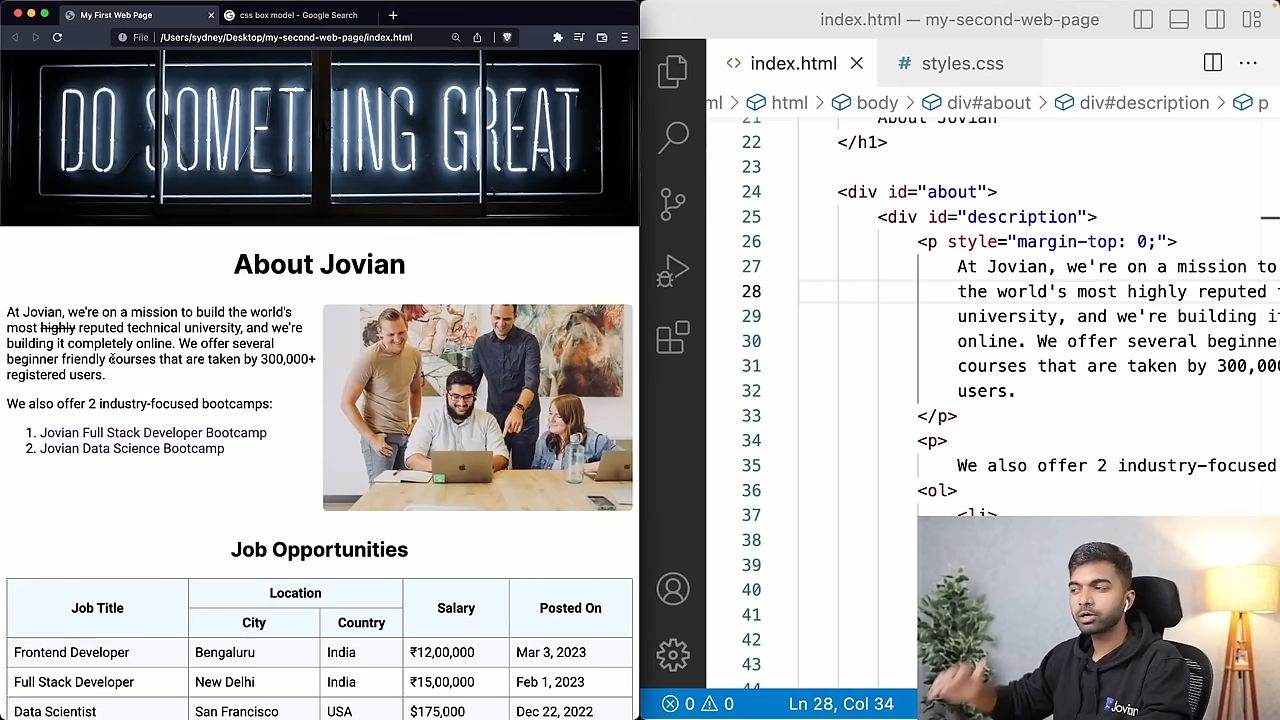 My First Web Page
css box model - Google Search
File
/Users/sydney/Desktop/my-second-web-page/index.html
DO SOMETHING GREAT
About Jovian
At Jovian, we're on a mission to build the world's
most highly reputed technical university, and we're
building it completely online. We offer several
beginner friendly courses that are taken by 300,000+
registered users.
We also offer 2 industry-focused bootcamps:
1. Jovian Full Stack Developer Bootcamp
2. Jovian Data Science Bootcamp
Job Opportunities
Job Title
Location
Salary
Posted On
City
Country
Frontend Developer
Bengaluru
India
₹12,00,000
Mar 3, 2023
Full Stack Developer
New Delhi
India
₹15,00,000
Feb 1, 2023
Data Scientist
San Francisco
USA
$175,000
Dec 22, 2022
index.html — my-second-web-page
<> index.html
# styles.css
ml > html > body > div#about > div#description > p
21 About Jovian
22 </h1>
23
24 <div id="about">
25 <div id="description">
26 <p style="margin-top: 0;">
27 At Jovian, we're on a mission to
28 the world's most highly reputed
29 university, and we're building i
30 online. We offer several beginne
31 courses that are taken by 300,00
32 users.
33 </p>
34 <p>
35 We also offer 2 industry-focused
36 <ol>
37 <li>
38
39
40
41
42
43
44
0 0
Ln 28, Col 34
Jovian